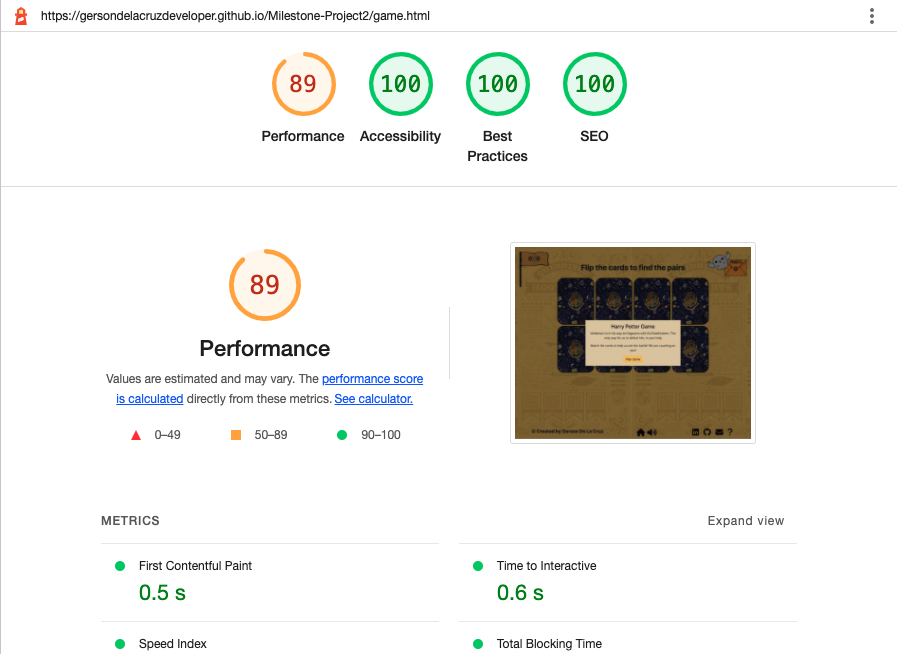 https://gersondelacruzdeveloper.github.io/Milestone-Project2/game.html
89
100
100
100
Performance
Accessibility
Best
Practices
SEO
89
Performance
Values are estimated and may vary. The performance score
is calculated directly from these metrics. See calculator.
0–49
50–89
90–100
Flip the cards to find the pairs
Harry Potter Game
Play Game
© Created by Gerson De La Cruz
METRICS
Expand view
First Contentful Paint
0.5 s
Time to Interactive
0.6 s
Speed Index
Total Blocking Time